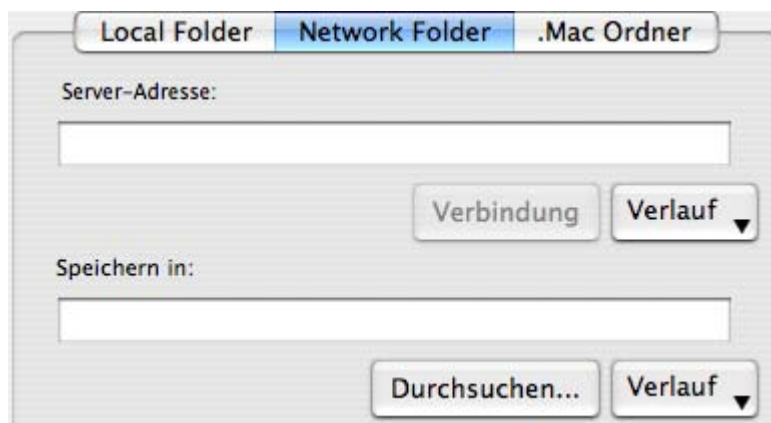 Local Folder Network Folder .Mac Ordner
Server-Adresse:
Verbindung Verlauf
Speichern in:
Durchsuchen... Verlauf